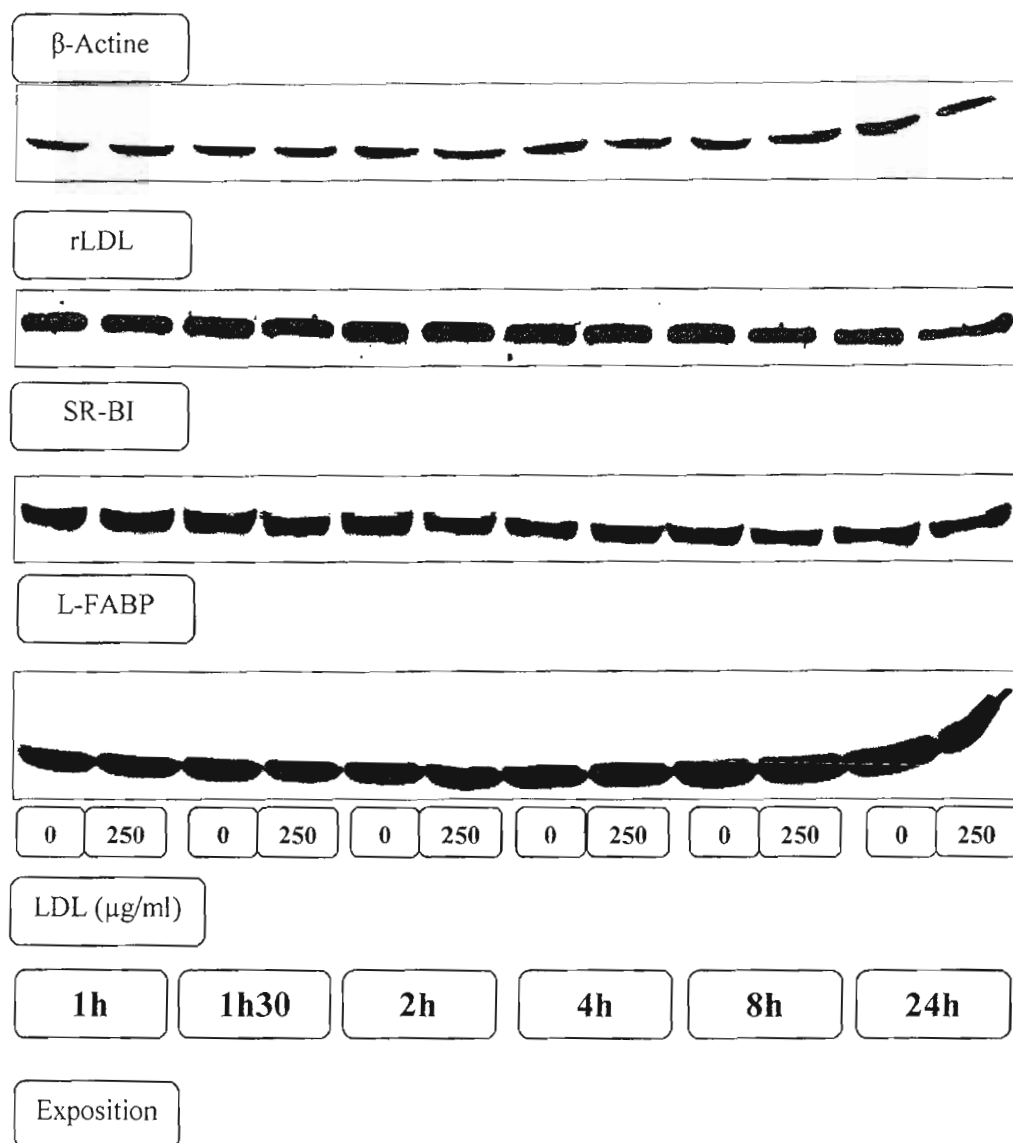 β-Actine
rLDL
SR-BI
L-FABP
0 250 0 250 0 250 0 250 0 250 0 250
LDL (µg/ml)
1h 1h30 2h 4h 8h 24h
Exposition